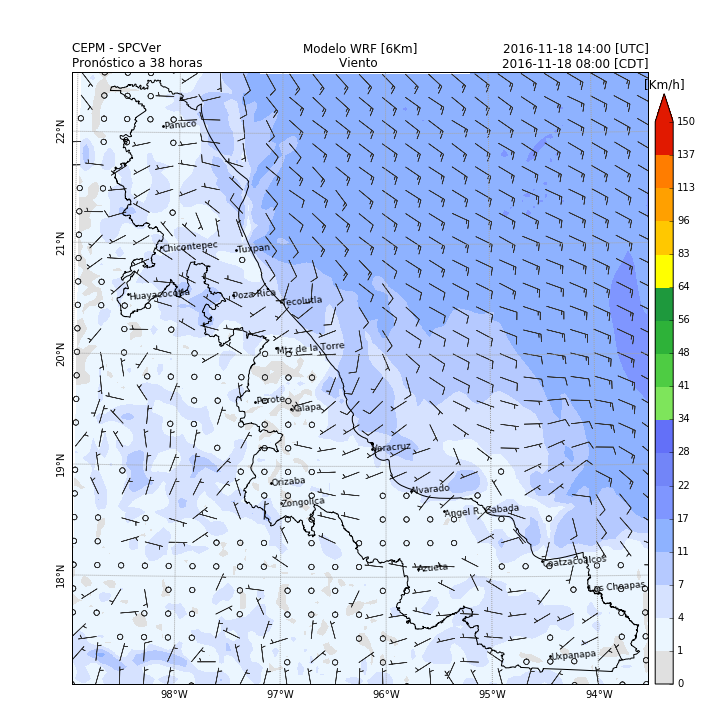 CEPM - SPCVer
Modelo WRF [6Km]
2016-11-18 14:00 [UTC]
Pronóstico a 38 horas
Viento
2016-11-18 08:00 [CDT]
[Km/h]
150
137
113
96
83
64
56
48
41
34
28
22
17
11
7
4
1
0
22°N
21°N
20°N
19°N
18°N
98°W
97°W
96°W
95°W
94°W
Panuco
Chicontepec
Tuxpan
Huayacocotla
Poza Rica
Tecolutla
Mtz de la Torre
Perote
Xalapa
Veracruz
Orizaba
Alvarado
Zongolica
Angel R. Cabada
Azueta
Coatzacoalcos
Choapas
Uxpanapa